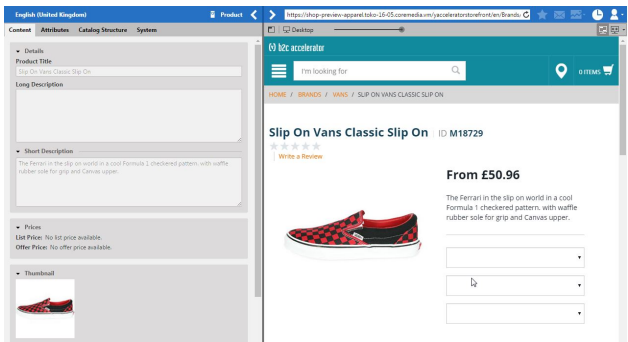 English (United Kingdom)
Product
Content Attributes Catalog Structure System
Details
Product Title
Slip On Vans Classic Slip On
Long Description
Short Description
The Ferrari in the slip on world in a cool Formula 1 checkered pattern. with waffle
rubber sole for grip and Canvas upper.
Prices
List Price: No list price available.
Offer Price: No offer price available.
Thumbnail
https://shop-preview-apparel.toko-16-05.coremedia.vm/yacceleratorstorefront/en/Brands/
Desktop
b2c accelerator
I'm looking for
0 ITEMS
HOME / BRANDS / VANS / SLIP ON VANS CLASSIC SLIP ON
Slip On Vans Classic Slip On | ID M18729
Write a Review
From £50.96
The Ferrari in the slip on world in a cool
Formula 1 checkered pattern. with waffle
rubber sole for grip and Canvas upper.